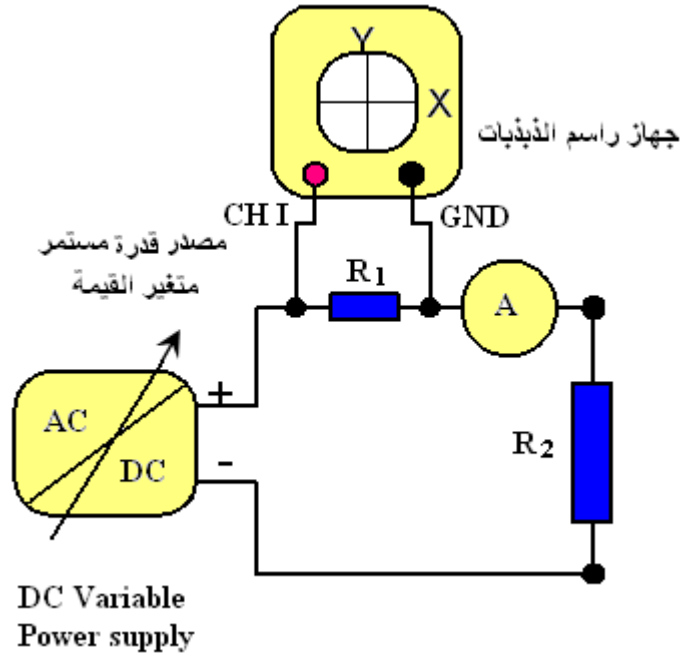 Y
X
جهاز راسم الذبذبات
CH I
GND
مصدر قدرة مستمر
متغير القيمة
R1
A
+
AC
R2
DC
-
DC Variable
Power supply